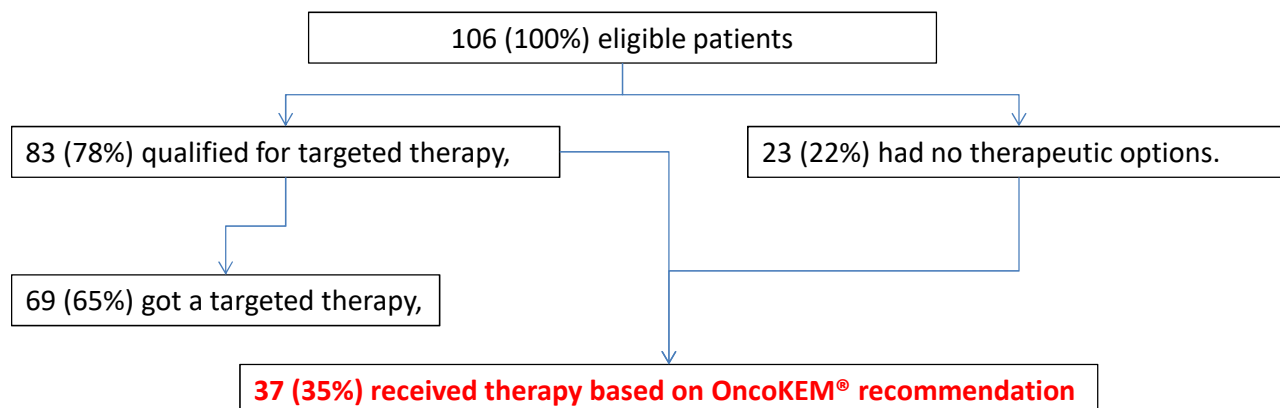 106 (100%) eligible patients
83 (78%) qualified for targeted therapy,
23 (22%) had no therapeutic options.
69 (65%) got a targeted therapy,
37 (35%) received therapy based on OncoKEM® recommendation